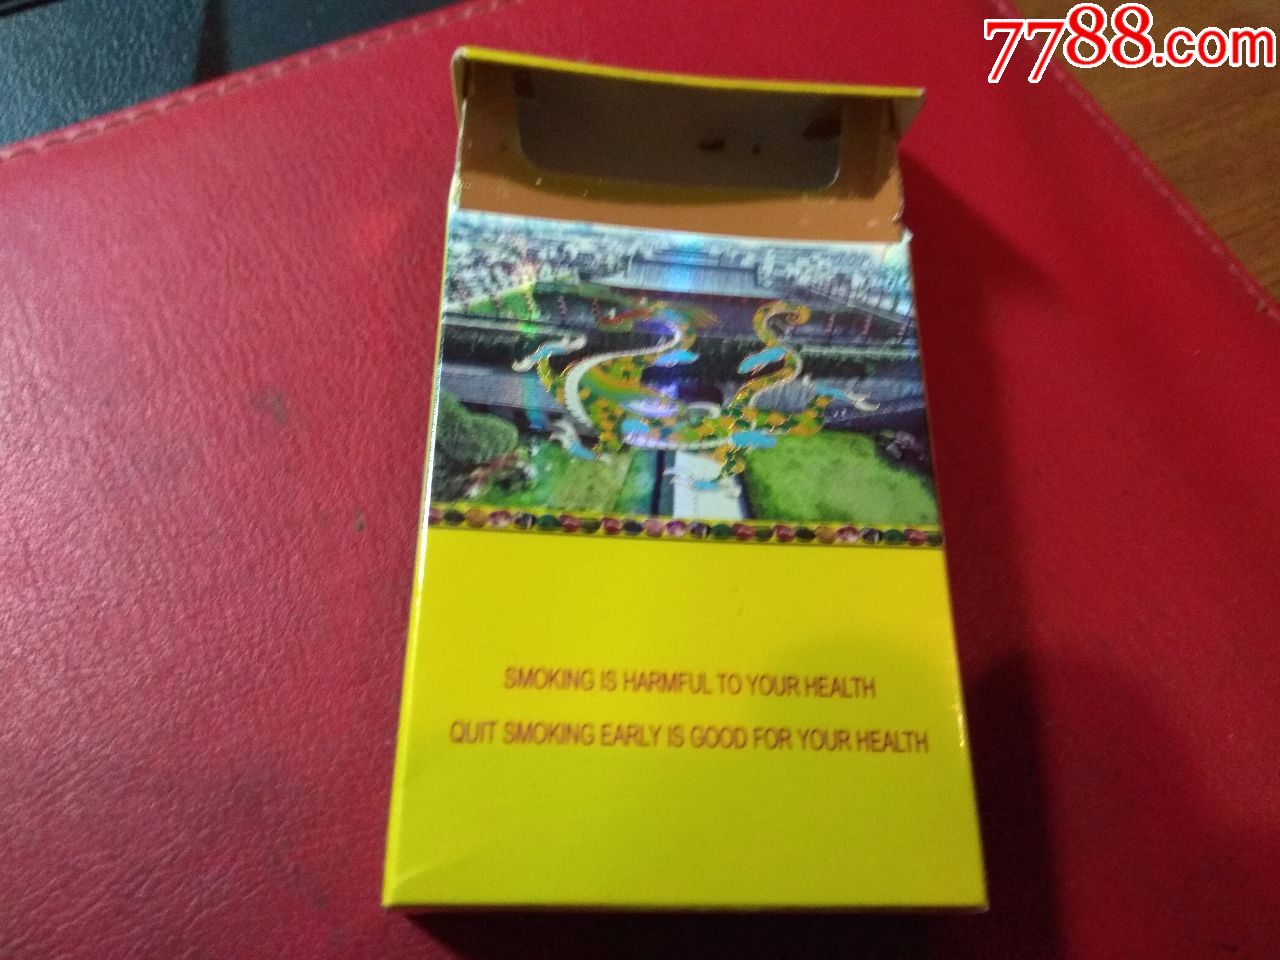 7788.com
SMOKING IS HARMFUL TO YOUR HEALTH
QUIT SMOKING EARLY IS GOOD FOR YOUR HEALTH